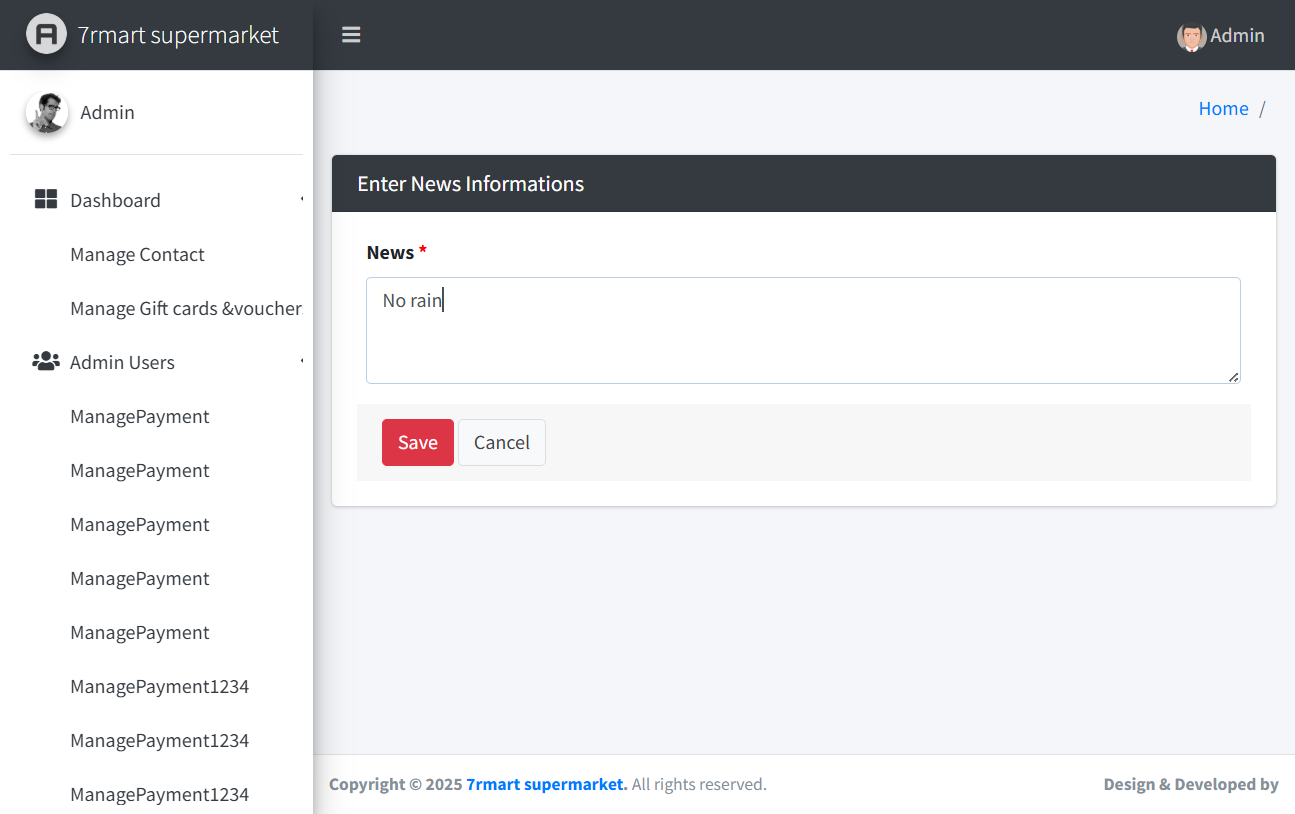 7rmart supermarket
Admin
Admin
Home /
Dashboard
Manage Contact
Manage Gift cards &voucher
Admin Users
ManagePayment
ManagePayment
ManagePayment
ManagePayment
ManagePayment
ManagePayment1234
ManagePayment1234
ManagePayment1234
Enter News Informations
News *
No rain
Save Cancel
Copyright © 2025 7rmart supermarket. All rights reserved.
Design & Developed by